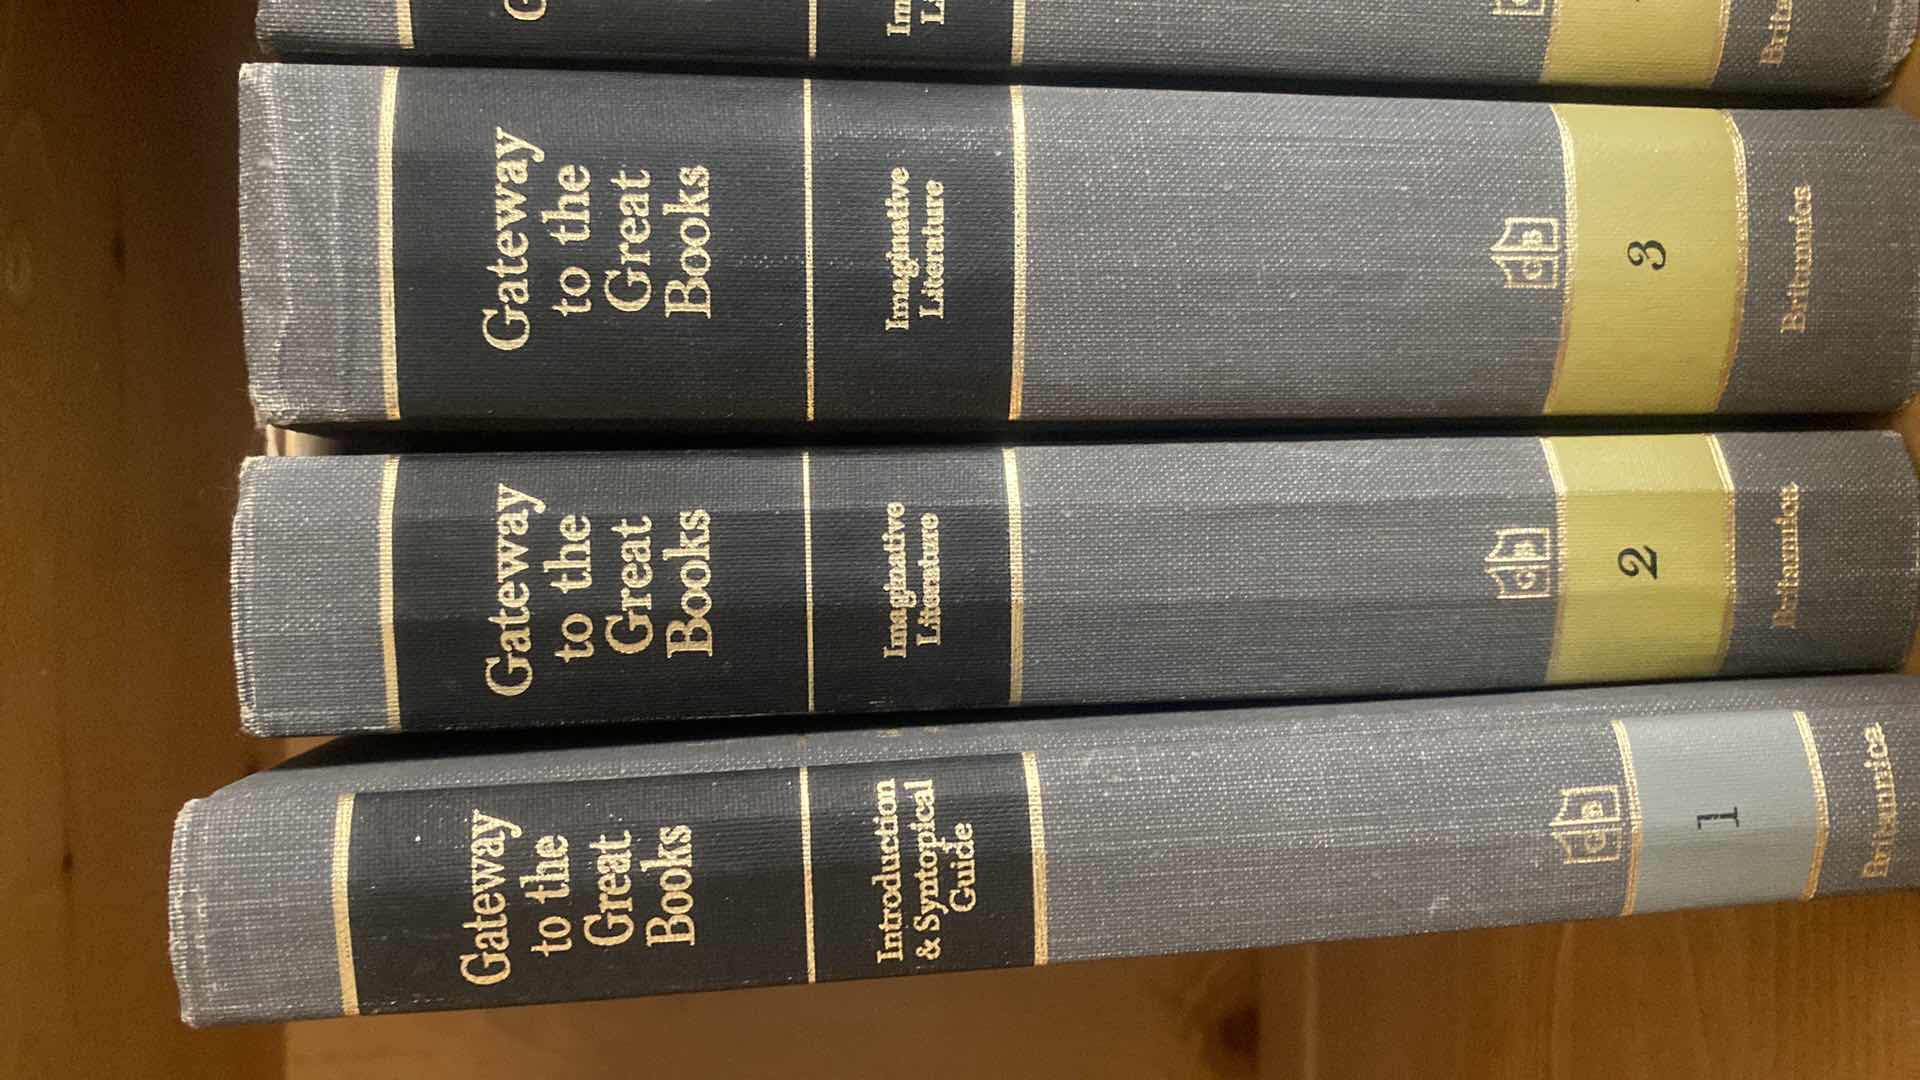 Gateway
to the
Great
Books
Introduction
& Syntopical
Guide
G B
1
Britannica
Gateway
to the
Great
Books
Imaginative
Literature
G B
2
Britannica
Gateway
to the
Great
Books
Imaginative
Literature
G B
3
Britannica